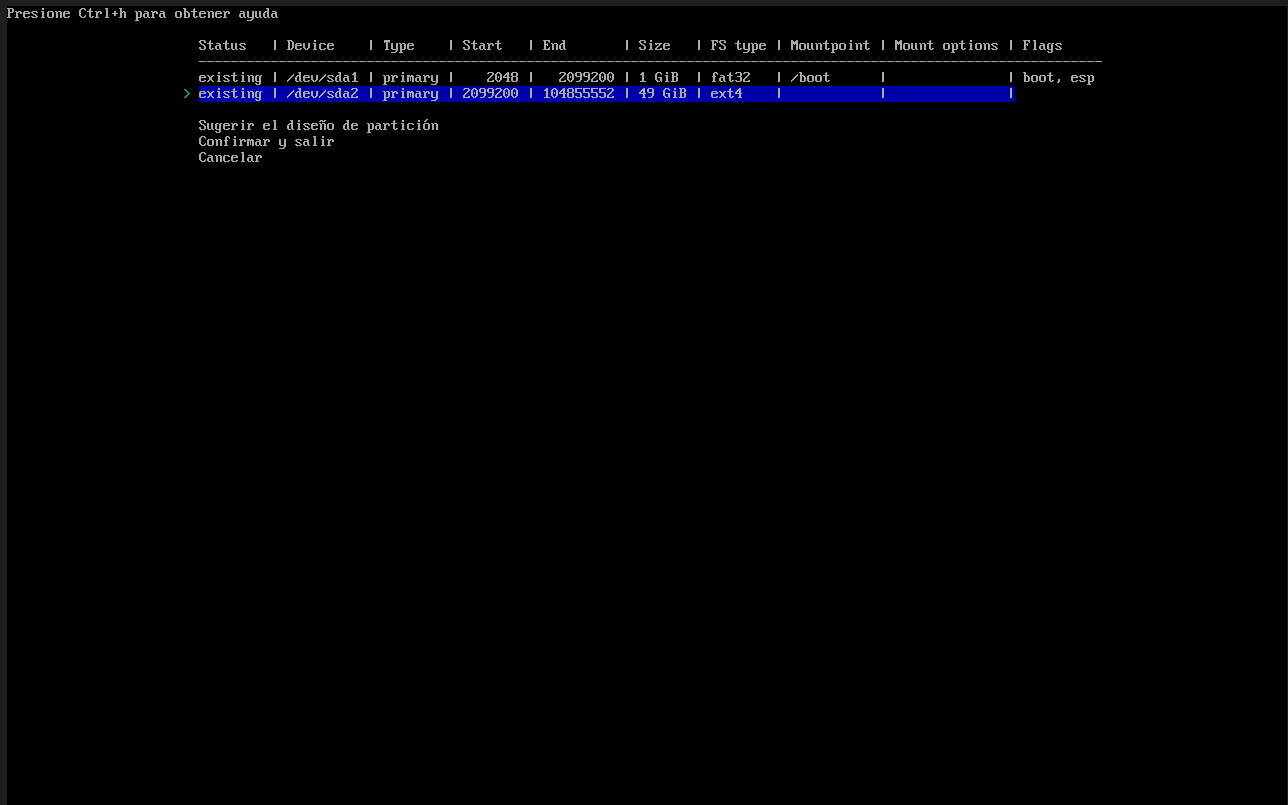 Presione Ctrl+h para obtener ayuda
Status   | Device    | Type    | Start   | End       | Size   | FS type | Mountpoint | Mount options | Flags
existing | /dev/sda1 | primary |    2048 |   2099200 | 1 GiB  | fat32   | /boot      |               | boot, esp
> existing | /dev/sda2 | primary | 2099200 | 104855552 | 49 GiB | ext4    |            |               |
Sugerir el diseño de partición
Confirmar y salir
Cancelar